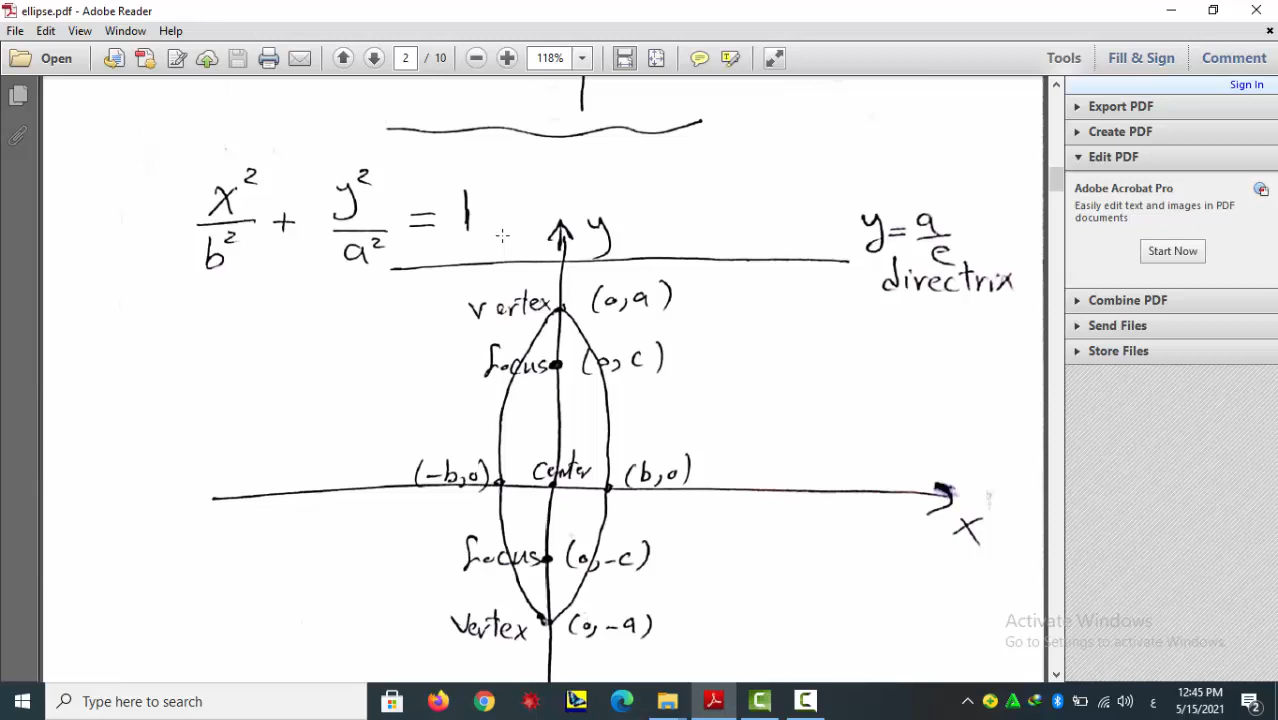 ellipse.pdf - Adobe Reader
File Edit View Window Help
Open 2 / 10 118% Tools Fill & Sign Comment
Sign In
Export PDF
Create PDF
Edit PDF
Adobe Acrobat Pro
Easily edit text and images in PDF
documents
Start Now
Combine PDF
Send Files
Store Files
x²/b² + y²/a² = 1
y
y = a/e
directrix
vertex (0, a)
focus (0, c)
(-b, 0) center (b, 0)
x
focus (0, -c)
vertex (0, -a)
Activate Windows
Go to Settings to activate Windows.
Type here to search
ع
12:45 PM
5/15/2021
2